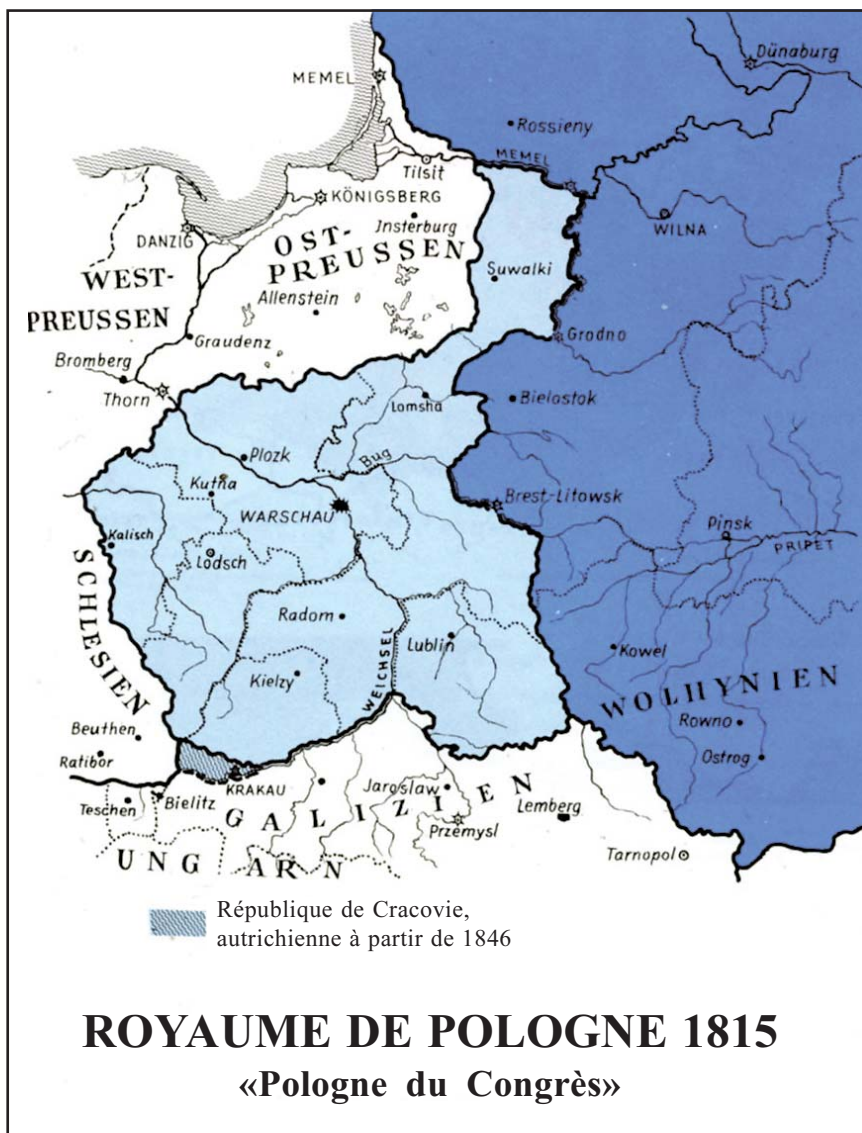 MEMEL
Dünaburg
Rossieny
MEMEL
Tilsit
KÖNIGSBERG
Insterburg
WILNA
DANZIG
OST-
PREUSSEN
WEST-
PREUSSEN
Suwalki
Allenstein
Graudenz
Grodno
Bromberg
Thorn
Lomsha
Bielostok
Plozk
Bug
Kutna
Brest-Litowsk
WARSCHAU
Pinsk
PRIPET
Kalisch
Lodsch
SCHLESIEN
Radom
WEICHSEL
Lublin
Kowel
Kielzy
WOLHYNIEN
Rowno
Beuthen
Ostrog
Ratibor
KRAKAU
Jaroslaw
Teschen
Bielitz
GALIZIEN
Lemberg
Przemysl
UNGARN
Tarnopol
République de Cracovie,
autrichienne à partir de 1846
ROYAUME DE POLOGNE 1815
«Pologne du Congrès»